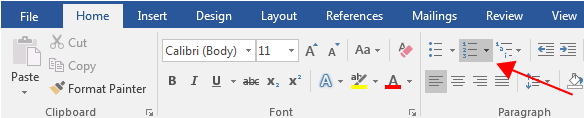 File Home Insert Design Layout References Mailings Review View
Cut
Copy
Paste
Format Painter
Clipboard
Calibri (Body) 11 A A Aa A
B I U abc x₂ x² A ab A
Font
Paragraph